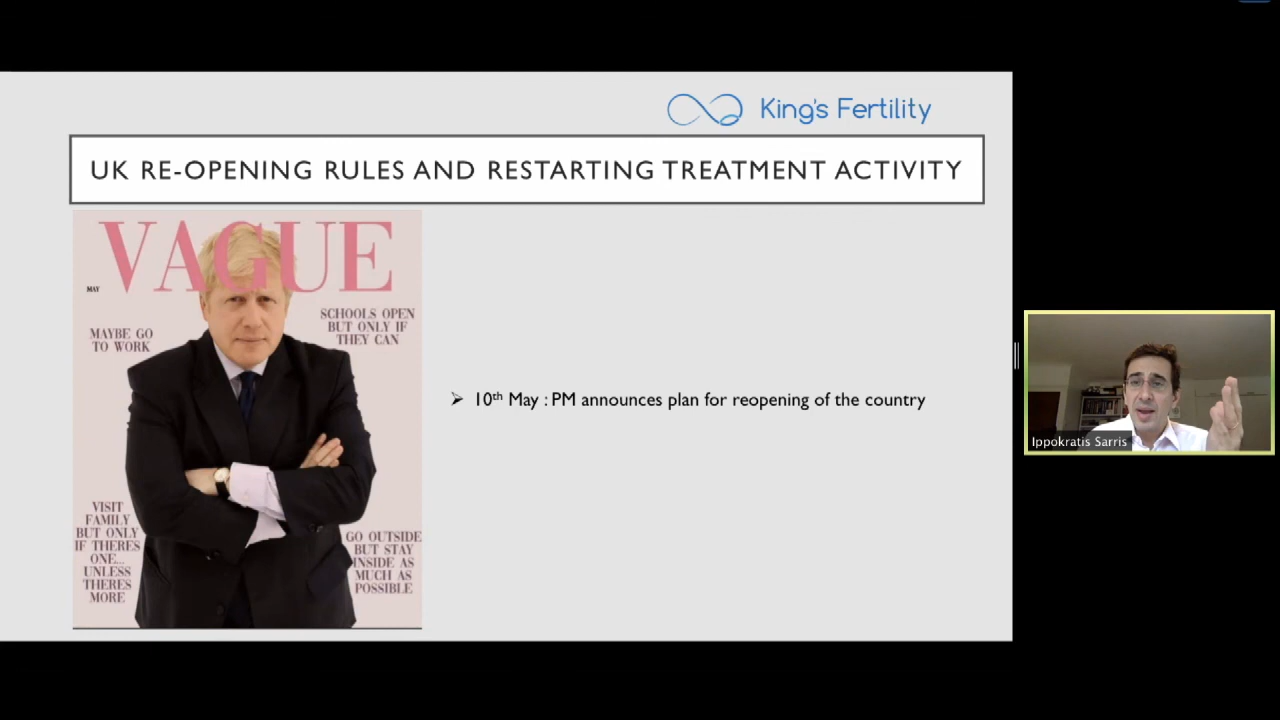 King's Fertility
UK RE-OPENING RULES AND RESTARTING TREATMENT ACTIVITY
VAGUE
MAY
MAYBE GO
TO WORK
SCHOOLS OPEN
BUT ONLY IF
THEY CAN
10th May : PM announces plan for reopening of the country
VISIT
FAMILY
BUT ONLY
IF THERES
ONE...
UNLESS
THERES
MORE
GO OUTSIDE
BUT STAY
INSIDE AS
MUCH AS
POSSIBLE
Ippokratis Sarris